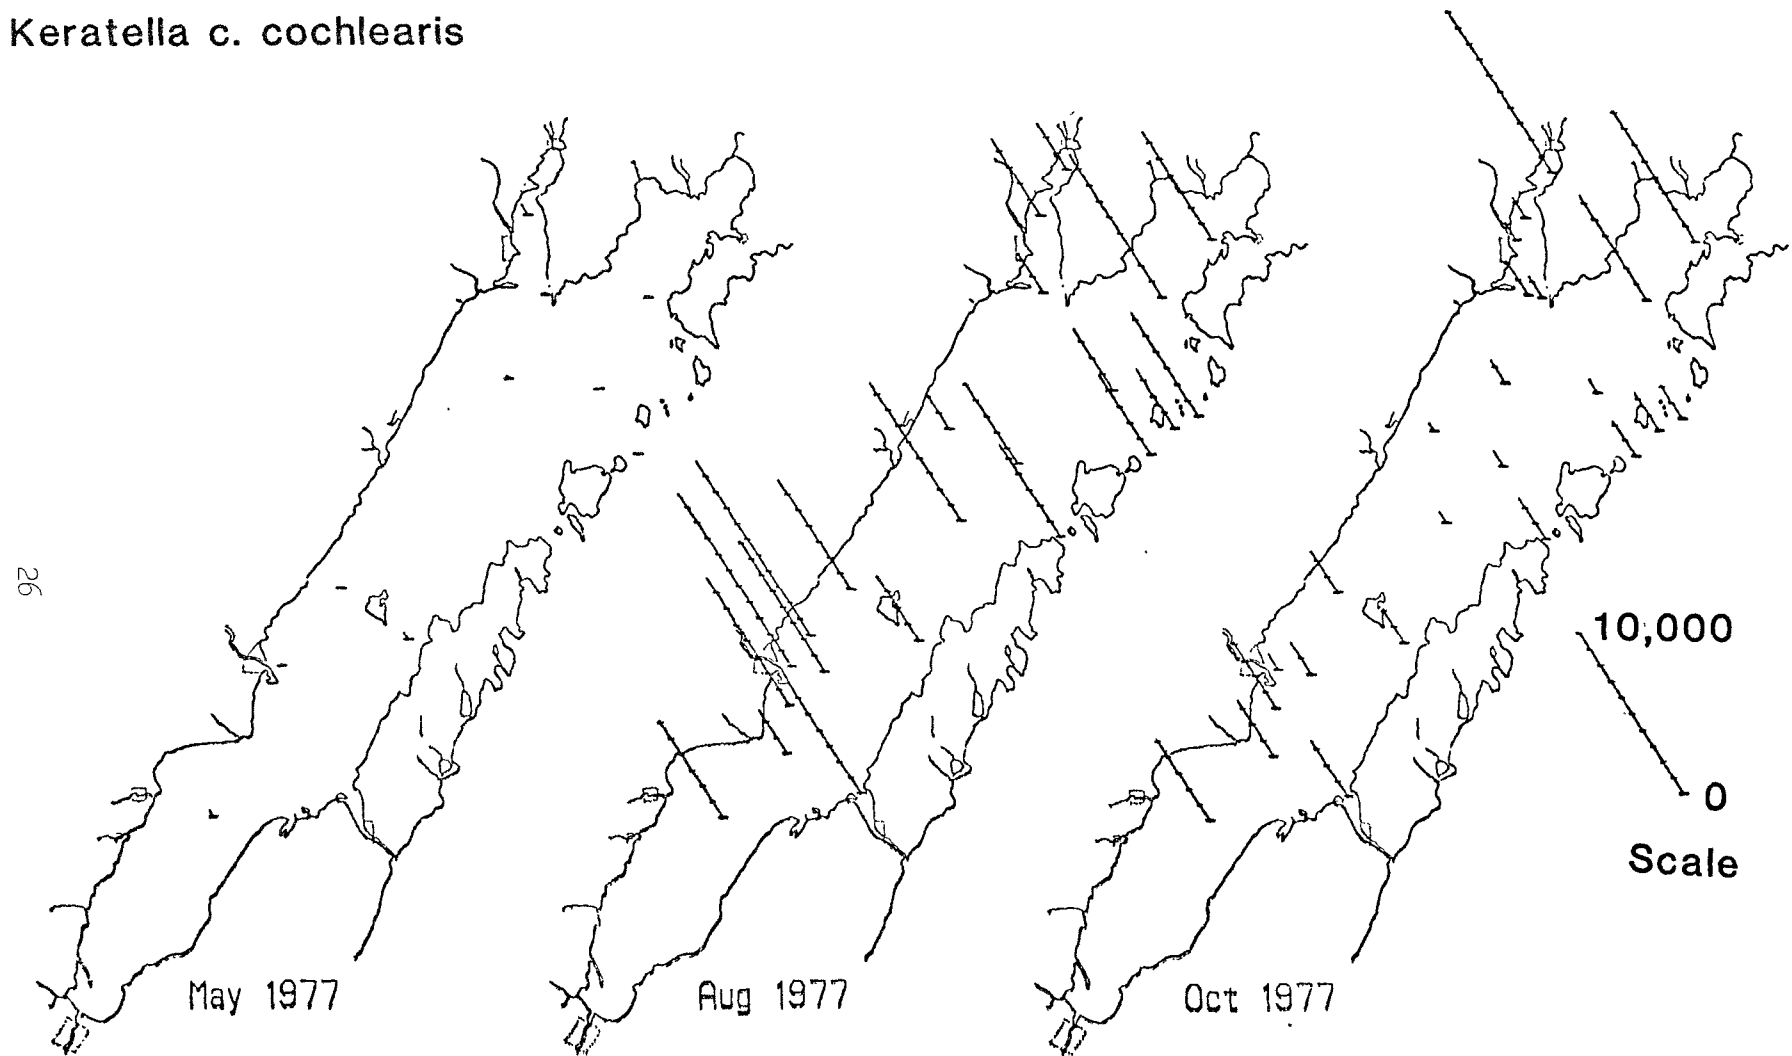 Keratella c. cochlearis
26
10,000
0
Scale
May 1977
Aug 1977
Oct 1977